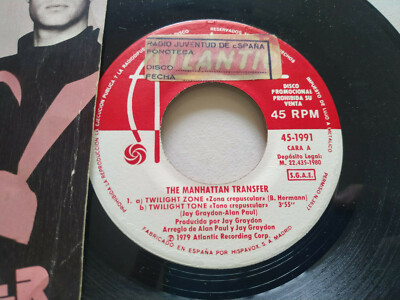 RESERVADOS
RADIO JUVENTUD DE ESPAÑA
FONOTECA
DISCO
FECHA
LANTI
DISCO
PROMOCIONAL
PROHIBIDA SU
VENTA
45 RPM
45-1991
CARA A
Depósito Legal:
M. 22.435-1980
S.G.A.E.
THE MANHATTAN TRANSFER
1. a) TWILIGHT ZONE «Zona crepuscular» (B. Hermann)
b) TWILIGHT TONE «Tono crepuscular» 3'55"
(Jay Graydon-Alan Paul)
Producido por Jay Graydon
Arreglo de Alan Paul y Jay Graydon
℗ 1979 Atlantic Recording Corp.
FABRICADO EN ESPAÑA POR HISPAVOX, S. A. MADRID
ER